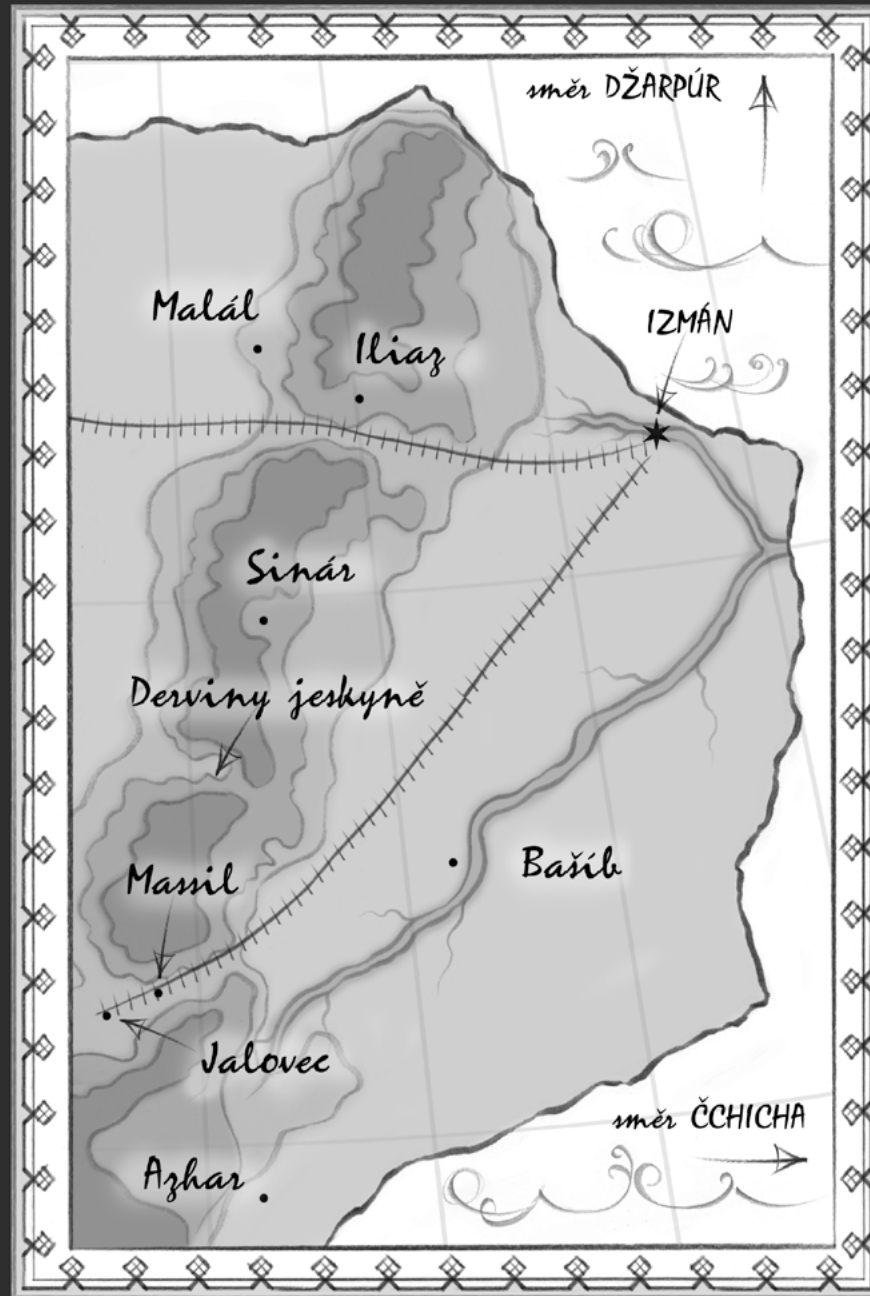 směr DŽARPÚR
Malál
IZMÁN
Iliaz
Sinár
Derviny jeskyně
Massil
Bašíb
Jalovec
směr ČCHICHA
Azhar